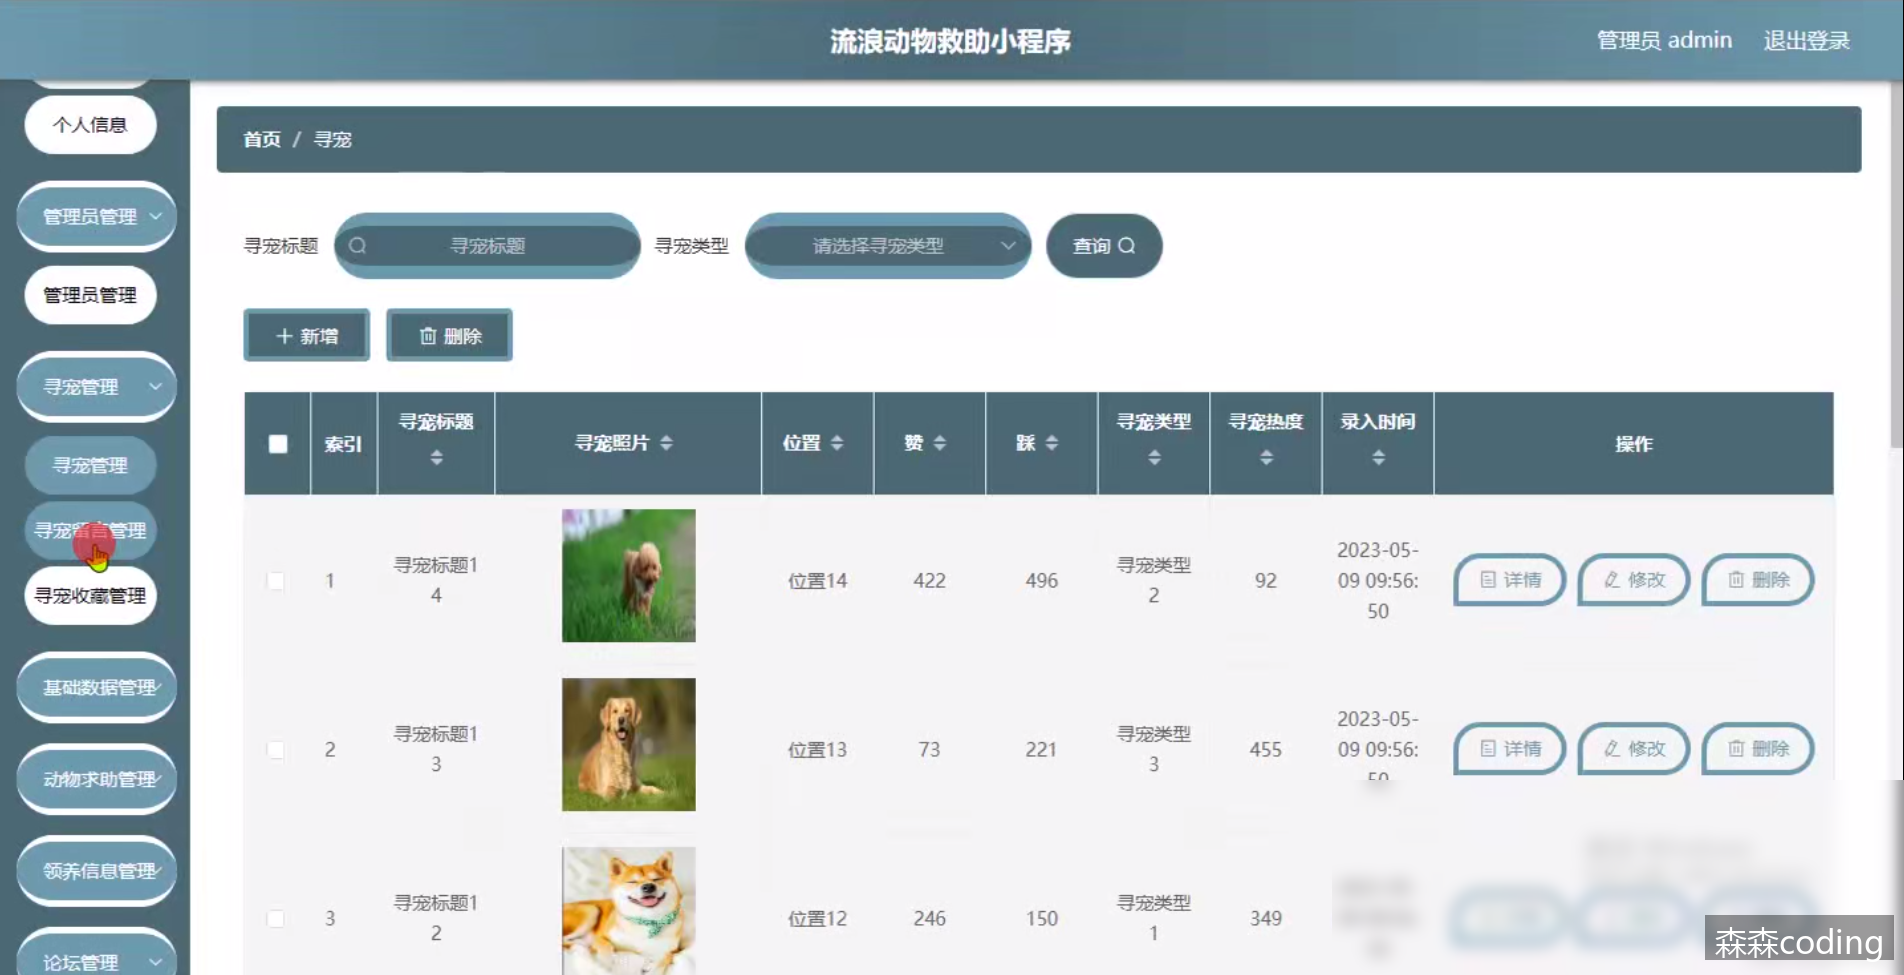 流浪动物救助小程序
管理员 admin
退出登录
个人信息
管理员管理
管理员管理
寻宠管理
寻宠管理
寻宠留言管理
寻宠收藏管理
基础数据管理
动物求助管理
领养信息管理
论坛管理
首页 / 寻宠
寻宠标题
寻宠标题
寻宠类型
请选择寻宠类型
查询
新增
删除
索引
寻宠标题
寻宠照片
位置
赞
踩
寻宠类型
寻宠热度
录入时间
操作
1
寻宠标题1
4
位置14
422
496
寻宠类型
2
92
2023-05-
09 09:56:
50
详情
修改
删除
2
寻宠标题1
3
位置13
73
221
寻宠类型
3
455
2023-05-
09 09:56:
50
详情
修改
删除
3
寻宠标题1
2
位置12
246
150
寻宠类型
1
349
森森coding